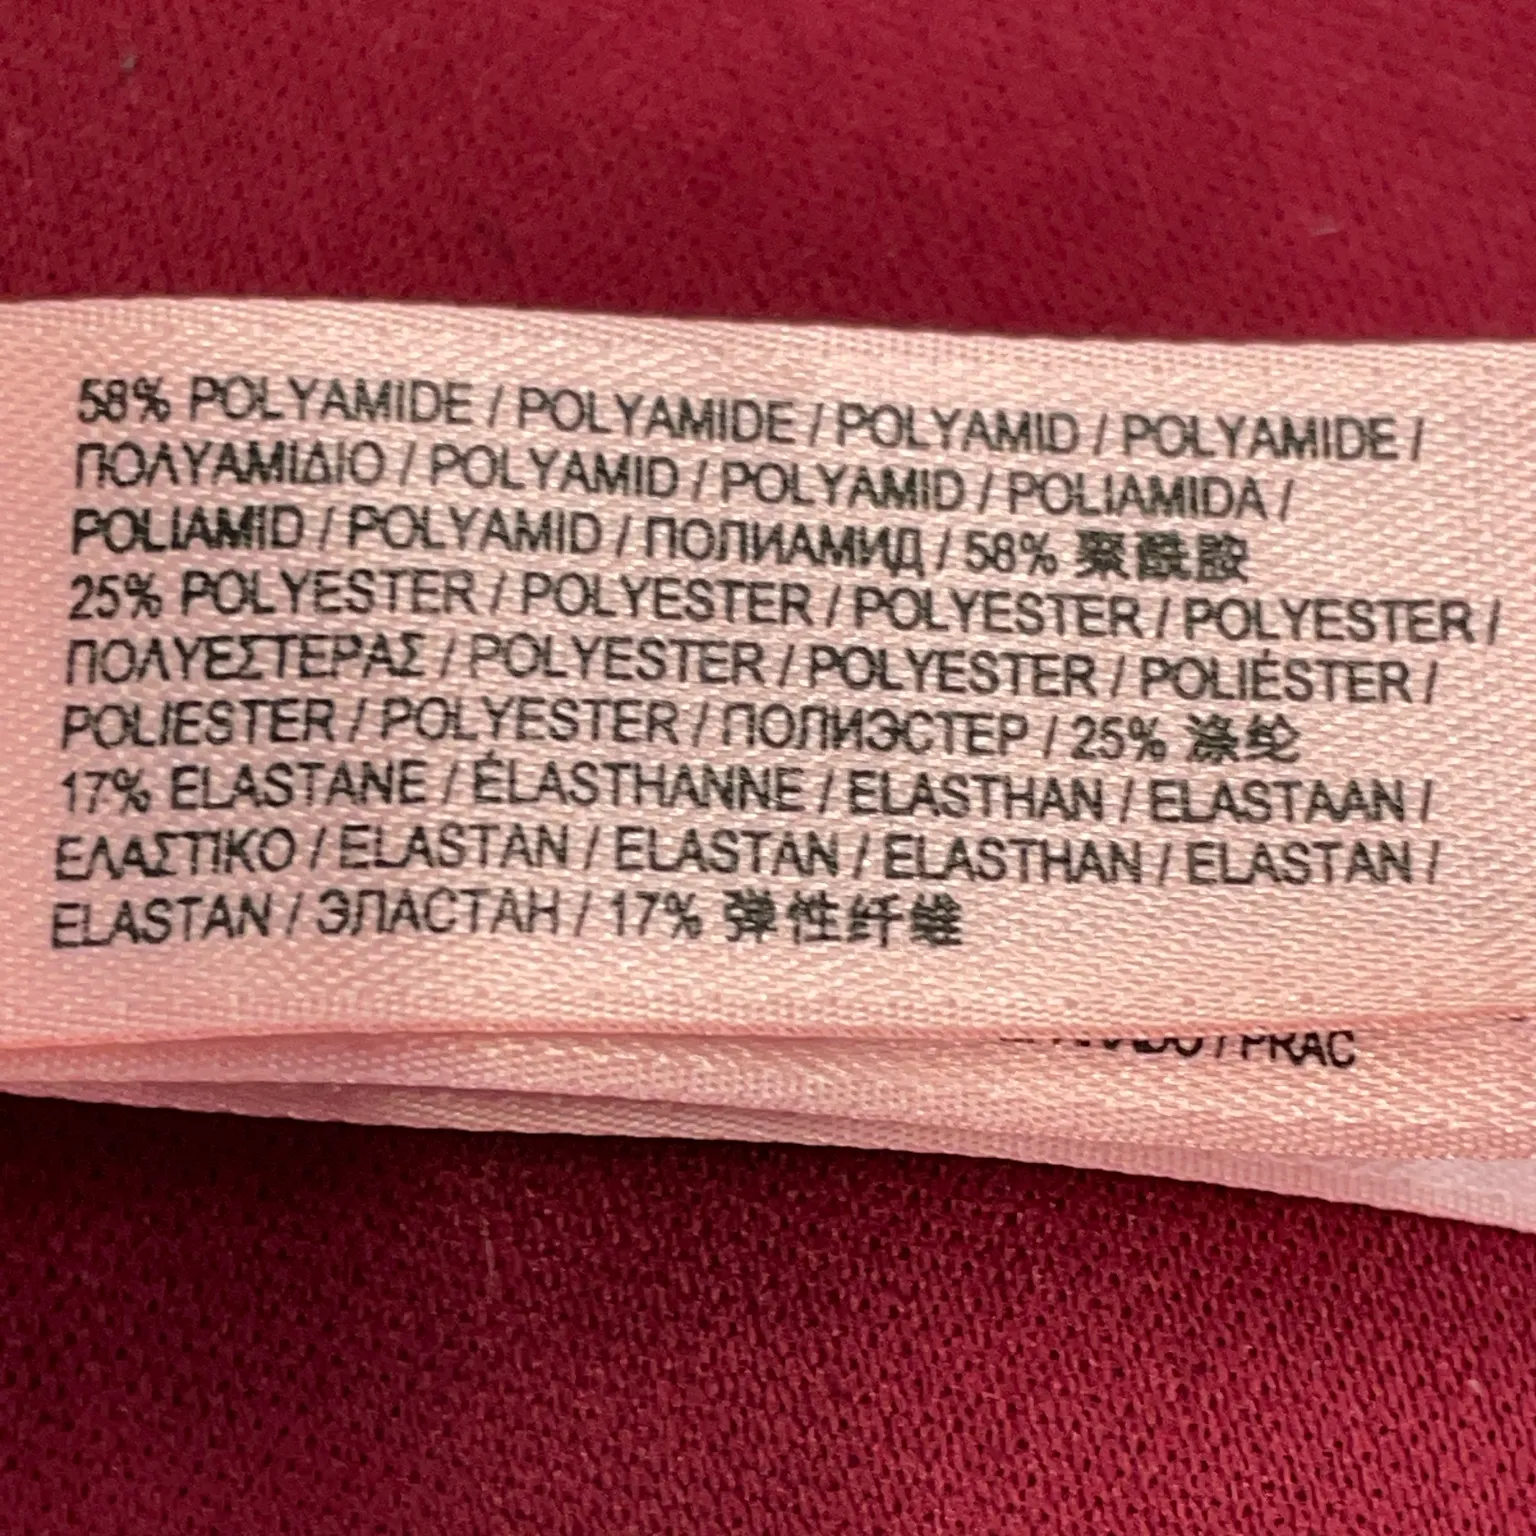 58% POLYAMIDE / POLYAMIDE / POLYAMID / POLYAMIDE /
ΠΟΛΥΑΜΙΔΙΟ / POLYAMID / POLYAMID / POLIAMIDA /
POLIAMID / POLYAMID / ПОЛИАМИД / 58% 聚酰胺
25% POLYESTER / POLYESTER / POLYESTER / POLYESTER /
ΠΟΛΥΕΣΤΕΡΑΣ / POLYESTER / POLYESTER / POLIÉSTER /
POLIESTER / POLYESTER / ПОЛИЭСТЕР / 25% 涤纶
17% ELASTANE / ÉLASTHANNE / ELASTHAN / ELASTAAN /
ΕΛΑΣΤΙΚΟ / ELASTAN / ELASTAN / ELASTHAN / ELASTAN /
ELASTAN / ЭЛАСТАН / 17% 弹性纤维
/ PRAC